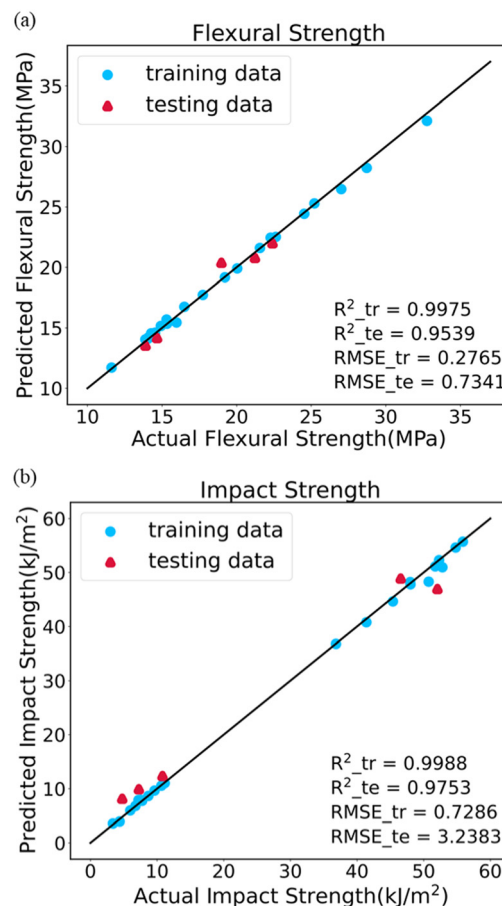 (a)
Flexural Strength
training data
testing data
Predicted Flexural Strength(MPa)
35
30
25
20
15
10
R²_tr = 0.9975
R²_te = 0.9539
RMSE_tr = 0.2765
RMSE_te = 0.7341
10 15 20 25 30 35
Actual Flexural Strength(MPa)
(b)
Impact Strength
training data
testing data
Predicted Impact Strength(kJ/m²)
60
50
40
30
20
10
0
R²_tr = 0.9988
R²_te = 0.9753
RMSE_tr = 0.7286
RMSE_te = 3.2383
0 10 20 30 40 50 60
Actual Impact Strength(kJ/m²)